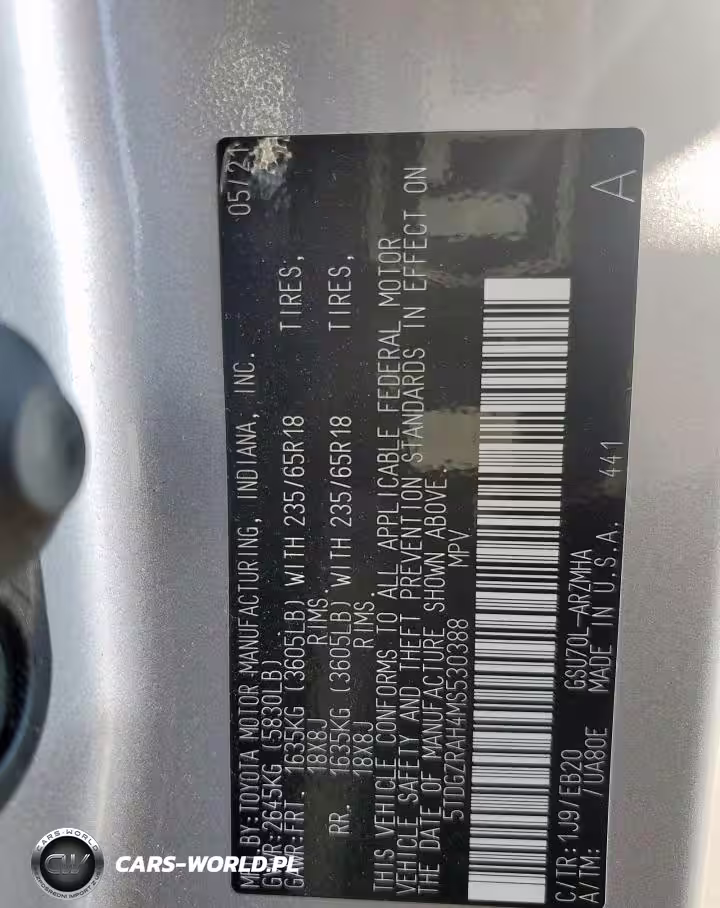 MFD.BY:TOYOTA MOTOR MANUFACTURING, INDIANA, INC. 05/21
GVWR:2645KG (5830LB)
GAWR:FRT. 1635KG (3605LB) WITH 235/65R18 TIRES,
18X8J RIMS.
RR. 1635KG (3605LB) WITH 235/65R18 TIRES,
18X8J RIMS.
THIS VEHICLE CONFORMS TO ALL APPLICABLE FEDERAL MOTOR
VEHICLE SAFETY AND THEFT PREVENTION STANDARDS IN EFFECT ON
THE DATE OF MANUFACTURE SHOWN ABOVE.
5TDGZRAH4MS530388 MPV
C/TR:1J9/EB20 GSU70L-ARZMHA 441
A/TM: /UA80E MADE IN U.S.A. A
CARS-WORLD
CW
CARS-WORLD.PL